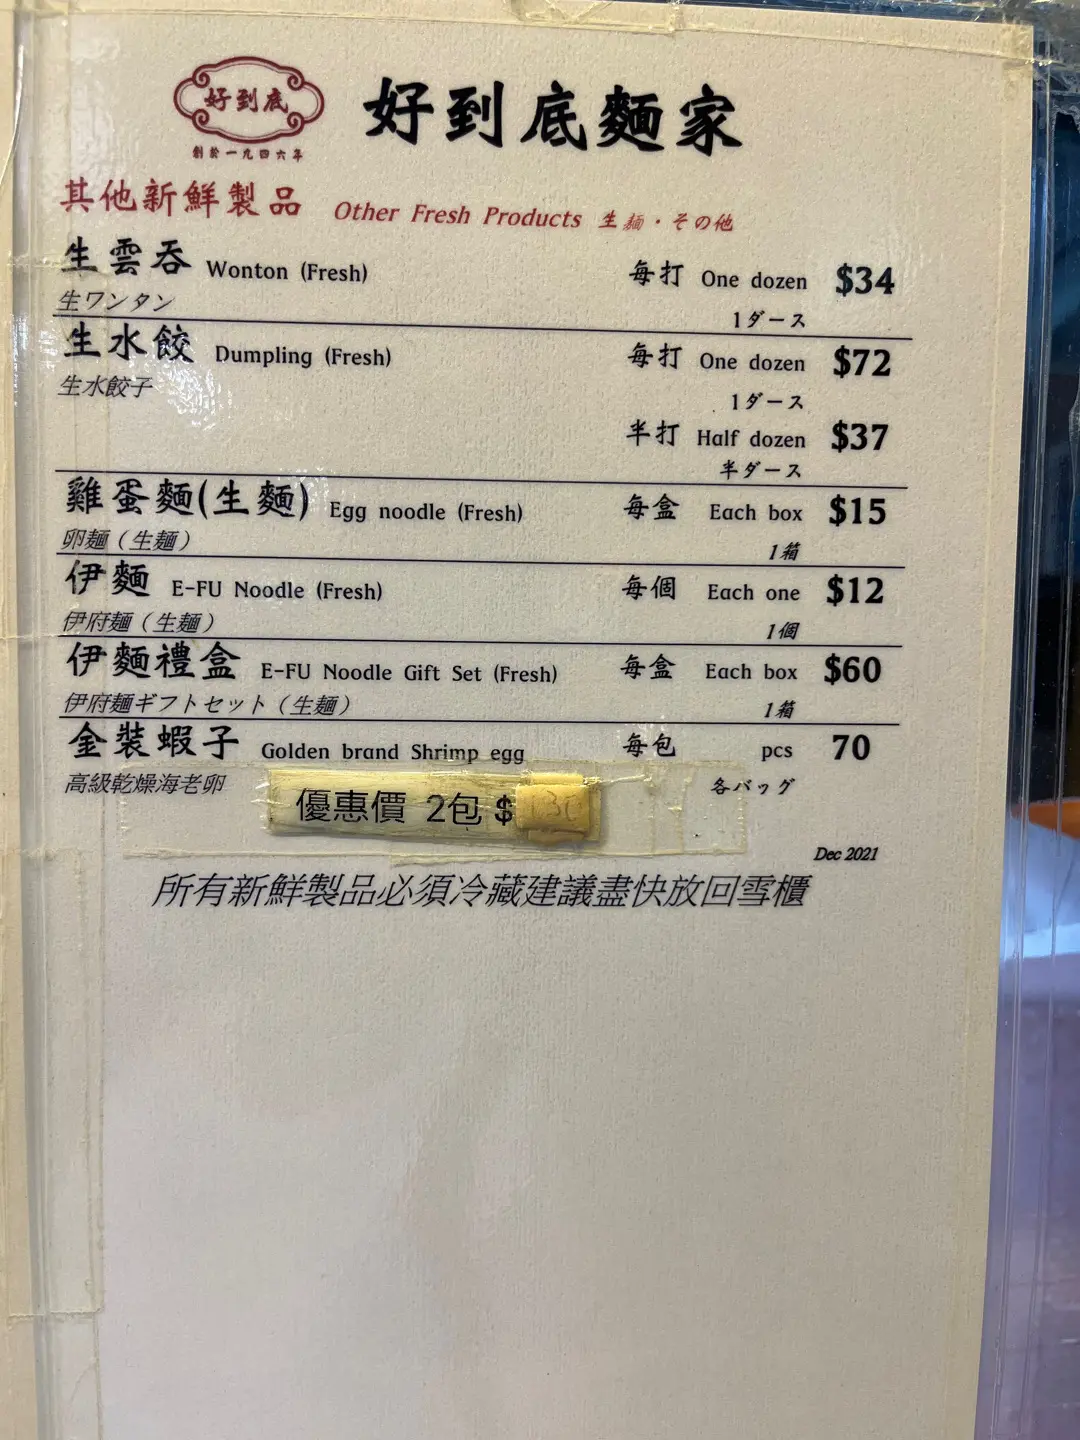 好到底
創於一九四六年
好到底麵家
其他新鮮製品 Other Fresh Products 生麵・その他
生雲吞 Wonton (Fresh) 每打 One dozen $34
生ワンタン 1ダース
生水餃 Dumpling (Fresh) 每打 One dozen $72
生水餃子 1ダース
半打 Half dozen $37
半ダース
雞蛋麵(生麵) Egg noodle (Fresh) 每盒 Each box $15
卵麺（生麺） 1箱
伊麵 E-FU Noodle (Fresh) 每個 Each one $12
伊府麺（生麺） 1個
伊麵禮盒 E-FU Noodle Gift Set (Fresh) 每盒 Each box $60
伊府麺ギフトセット（生麺） 1箱
金裝蝦子 Golden brand Shrimp egg 每包 pcs 70
高級乾燥海老卵 各バッグ
優惠價 2包 $130
Dec 2021
所有新鮮製品必須冷藏建議盡快放回雪櫃